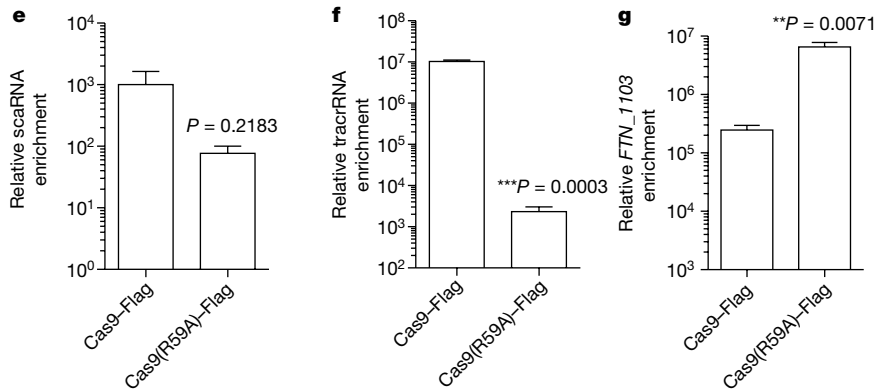 e
Relative scaRNA
enrichment
10⁴
10³
10²
10¹
10⁰
P = 0.2183
Cas9–Flag
Cas9(R59A)–Flag
f
Relative tracrRNA
enrichment
10⁸
10⁷
10⁶
10⁵
10⁴
10³
10²
***P = 0.0003
Cas9–Flag
Cas9(R59A)–Flag
g
Relative FTN_1103
enrichment
10⁷
10⁶
10⁵
10⁴
10³
**P = 0.0071
Cas9–Flag
Cas9(R59A)–Flag